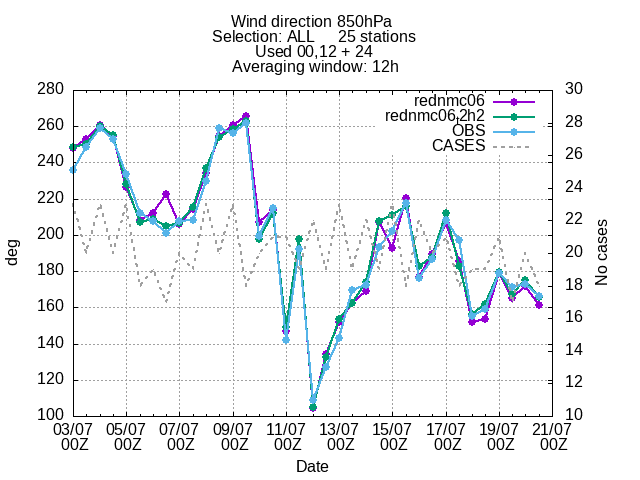 Wind direction 850hPa
Selection: ALL 25 stations
Used 00,12 + 24
Averaging window: 12h
280
260
240
220
200
180
160
140
120
100
30
28
26
24
22
20
18
16
14
12
10
rednmc06
rednmc06,2h2
OBS
CASES
deg
No cases
03/07 05/07 07/07 09/07 11/07 13/07 15/07 17/07 19/07 21/07
00Z 00Z 00Z 00Z 00Z 00Z 00Z 00Z 00Z 00Z
Date